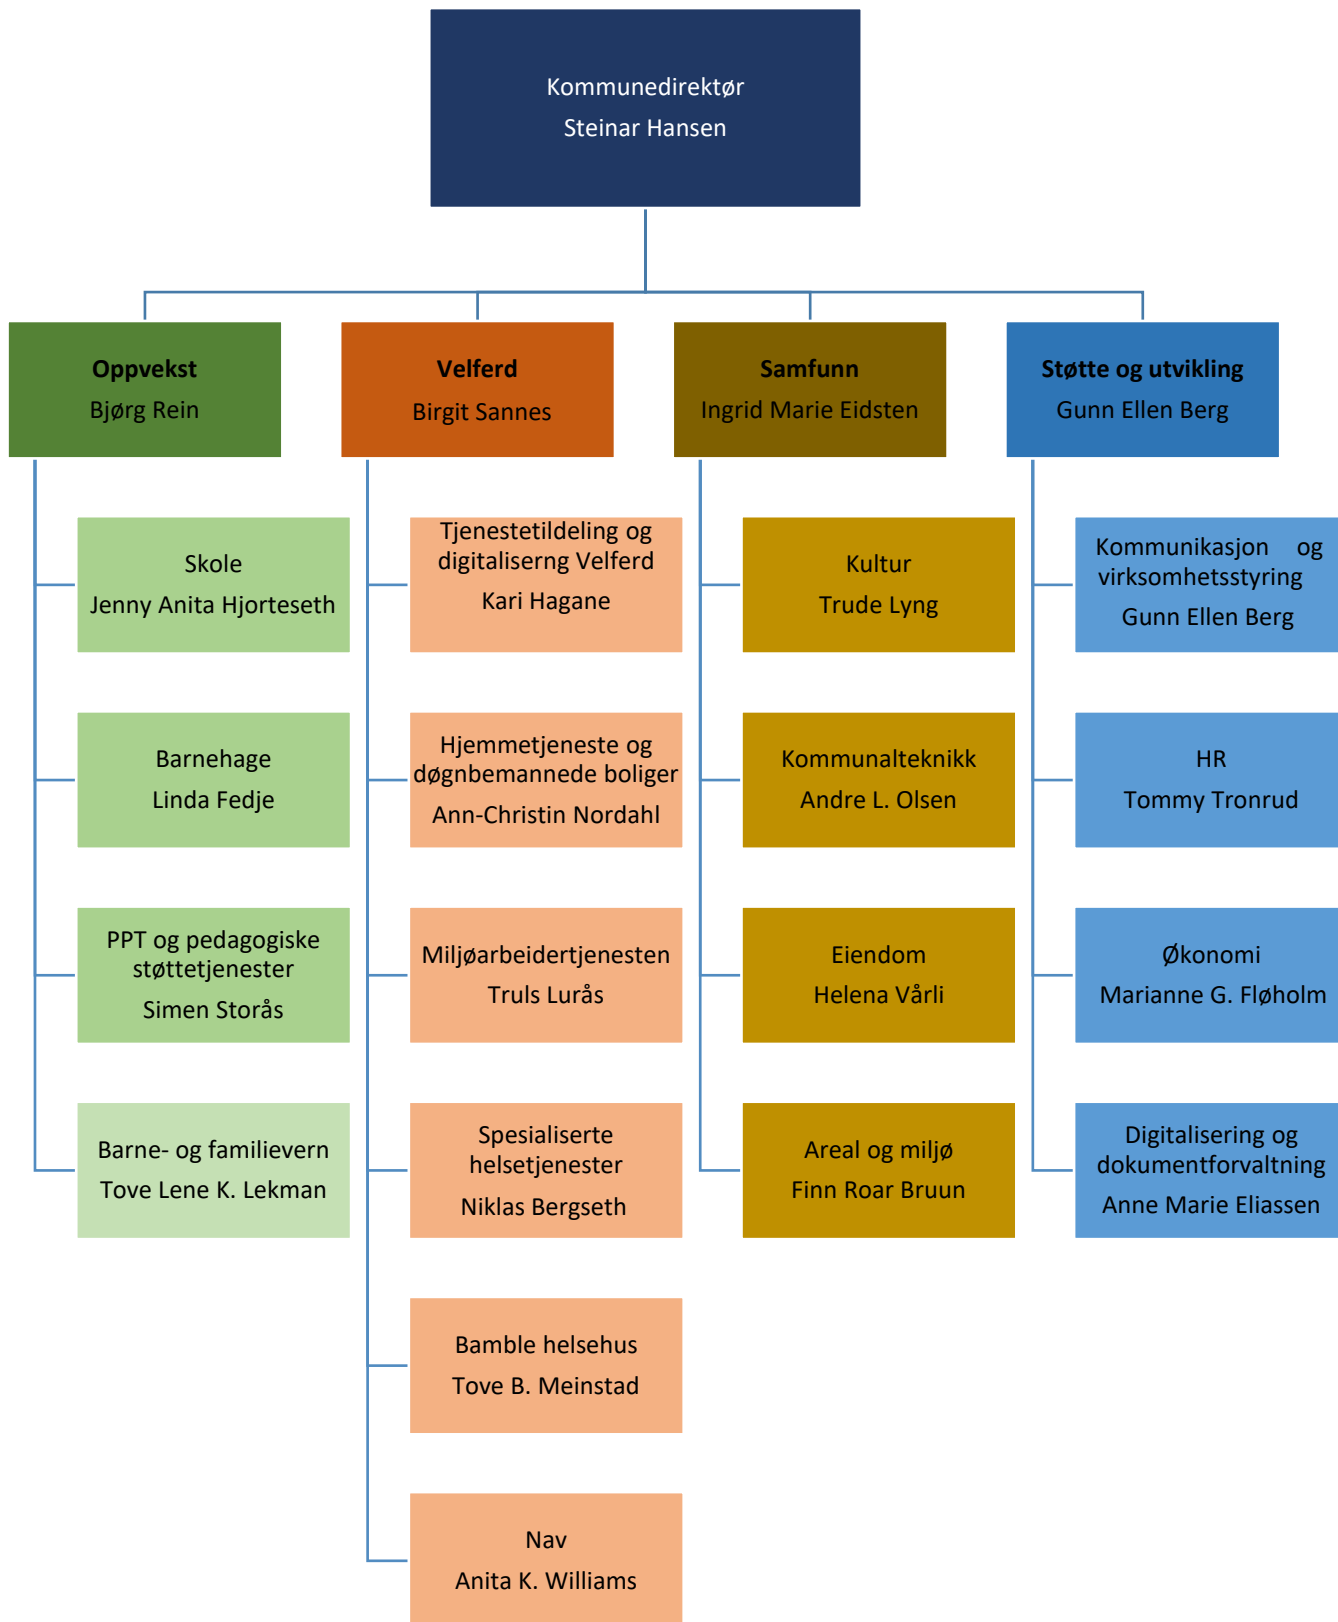 Kommunedirektør
Steinar Hansen
Oppvekst
Bjørg Rein
Velferd
Birgit Sannes
Samfunn
Ingrid Marie Eidsten
Støtte og utvikling
Gunn Ellen Berg
Skole
Jenny Anita Hjorteseth
Barnehage
Linda Fedje
PPT og pedagogiske
støttetjenester
Simen Storås
Barne- og familievern
Tove Lene K. Lekman
Tjenestetildeling og
digitaliserng Velferd
Kari Hagane
Hjemmetjeneste og
døgnbemannede boliger
Ann-Christin Nordahl
Miljøarbeidertjenesten
Truls Lurås
Spesialiserte
helsetjenester
Niklas Bergseth
Bamble helsehus
Tove B. Meinstad
Nav
Anita K. Williams
Kultur
Trude Lyng
Kommunalteknikk
Andre L. Olsen
Eiendom
Helena Vårli
Areal og miljø
Finn Roar Bruun
Kommunikasjon og
virksomhetsstyring
Gunn Ellen Berg
HR
Tommy Tronrud
Økonomi
Marianne G. Fløholm
Digitalisering og
dokumentforvaltning
Anne Marie Eliassen